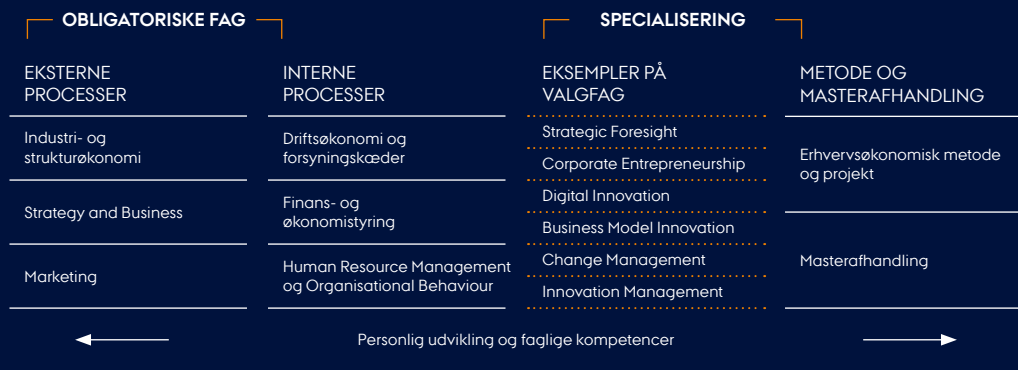 OBLIGATORISKE FAG
EKSTERNE
PROCESSER
Industri- og
strukturøkonomi
Strategy and Business
Marketing
INTERNE
PROCESSER
Driftsøkonomi og
forsyningskæder
Finans- og
økonomistyring
Human Resource Management
og Organisational Behaviour
SPECIALISERING
EKSEMPLER PÅ
VALGFAG
Strategic Foresight
Corporate Entrepreneurship
Digital Innovation
Business Model Innovation
Change Management
Innovation Management
METODE OG
MASTERAFHANDLING
Erhvervsøkonomisk metode
og projekt
Masterafhandling
Personlig udvikling og faglige kompetencer